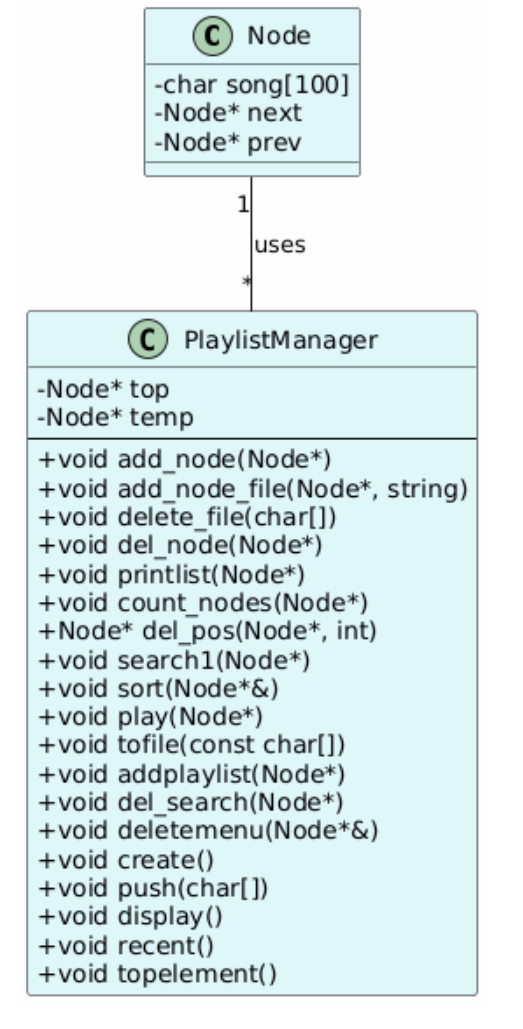 C Node
-char song[100]
-Node* next
-Node* prev
1
uses
*
C PlaylistManager
-Node* top
-Node* temp
+void add_node(Node*)
+void add_node_file(Node*, string)
+void delete_file(char[])
+void del_node(Node*)
+void printlist(Node*)
+void count_nodes(Node*)
+Node* del_pos(Node*, int)
+void search1(Node*)
+void sort(Node*&)
+void play(Node*)
+void tofile(const char[])
+void addplaylist(Node*)
+void del_search(Node*)
+void deletemenu(Node*&)
+void create()
+void push(char[])
+void display()
+void recent()
+void topelement()